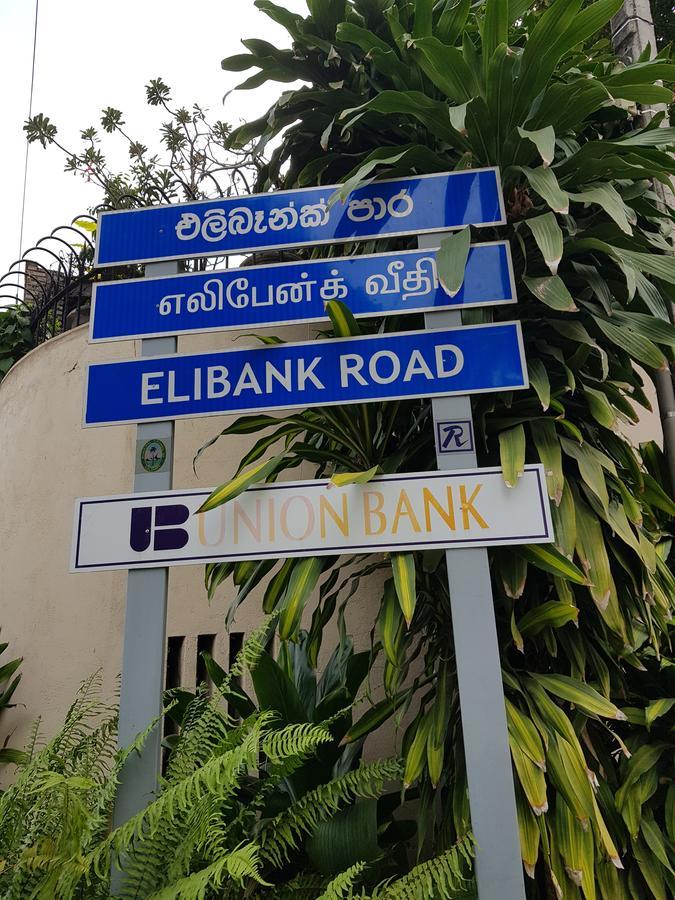 එලිබෑන්ක් පාර
எலிபேன்க் வீதி
ELIBANK ROAD
R
UB UNION BANK